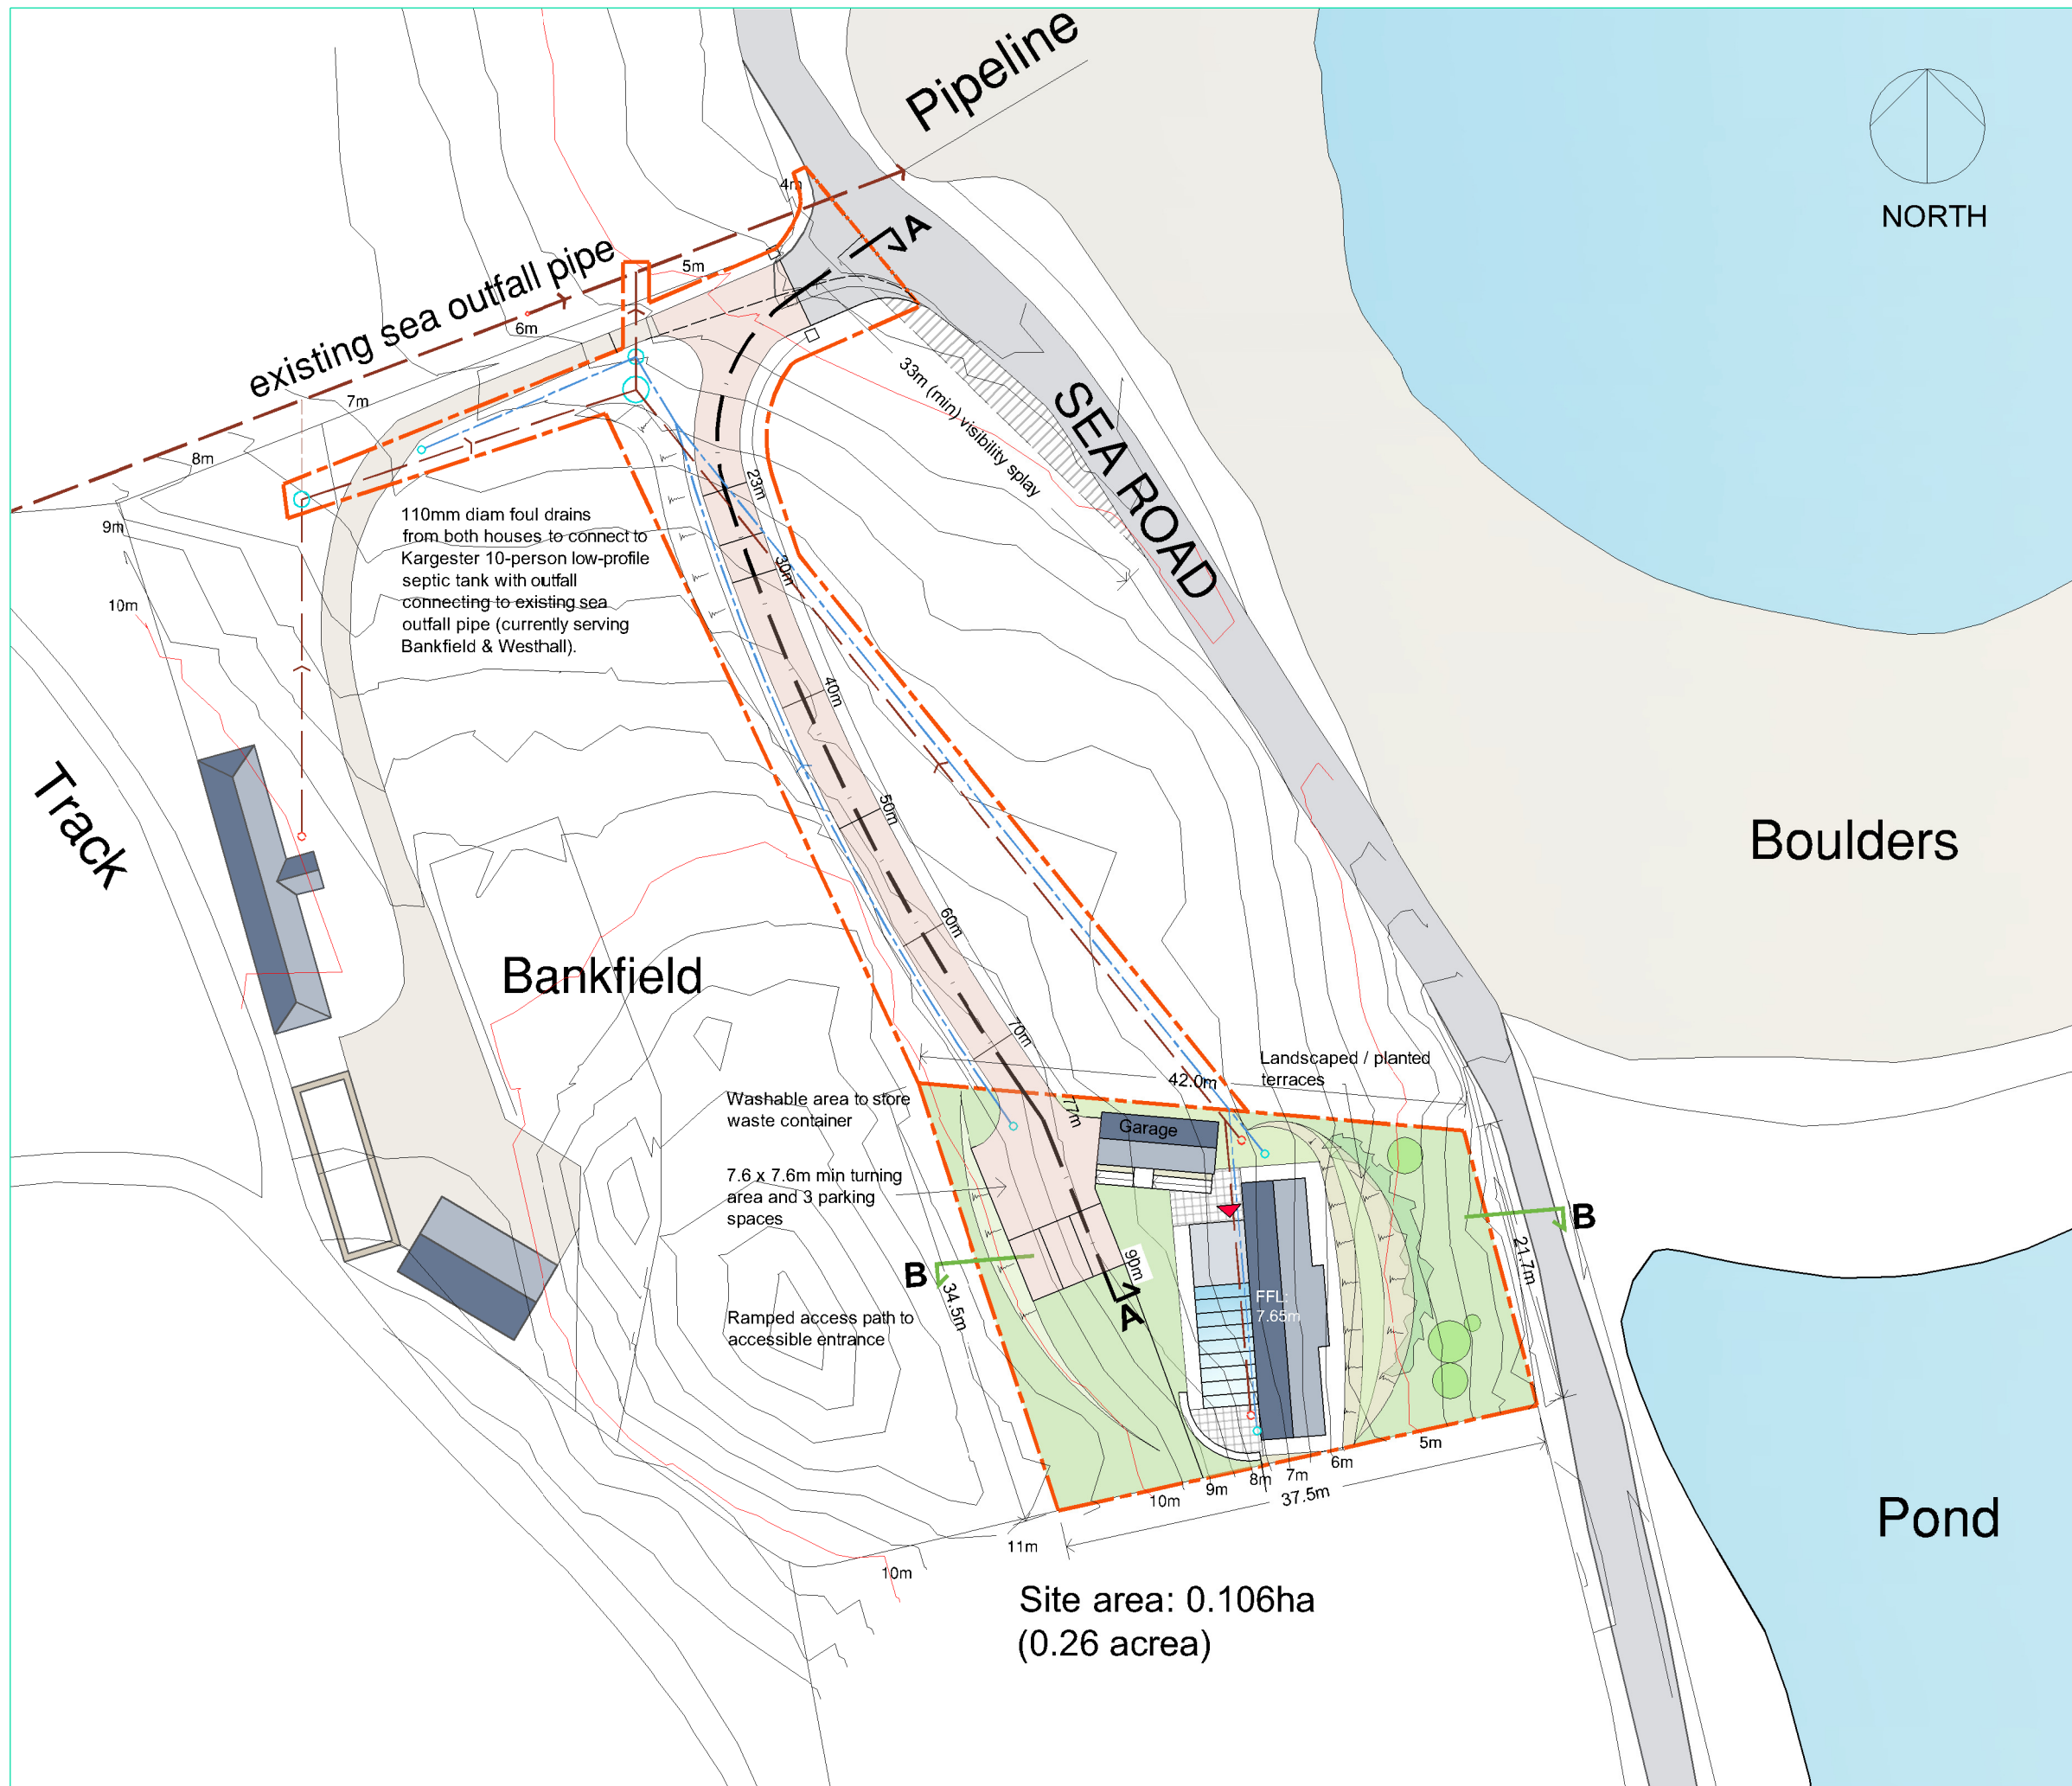 Pipeline
NORTH
4m
A
existing sea outfall pipe
5m
6m
7m
8m
9m
10m
33m (min) visibility splay
SEA ROAD
110mm diam foul drains
from both houses to connect to
Kargester 10-person low-profile
septic tank with outfall
connecting to existing sea
outfall pipe (currently serving
Bankfield & Westhall).
23m
30m
40m
50m
60m
70m
77m
90m
Track
Boulders
Bankfield
Landscaped / planted
terraces
42.0m
Washable area to store
waste container
Garage
7.6 x 7.6m min turning
area and 3 parking
spaces
B
B
21.7m
34.5m
A
FFL:
7.65m
Ramped access path to
accessible entrance
5m
6m
7m
8m
9m
10m
37.5m
11m
10m
Pond
Site area: 0.106ha
(0.26 acrea)